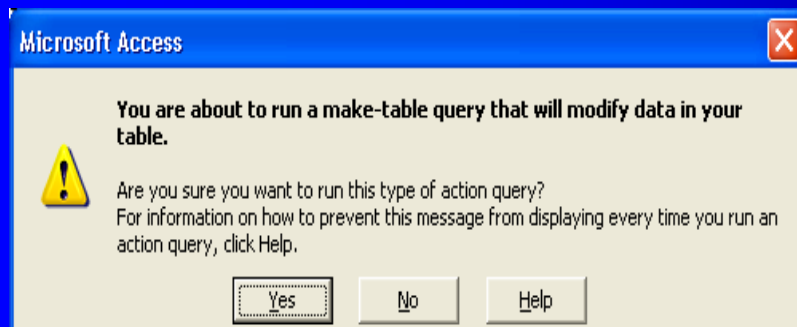 Microsoft Access
You are about to run a make-table query that will modify data in your
table.
Are you sure you want to run this type of action query?
For information on how to prevent this message from displaying every time you run an
action query, click Help.
Yes No Help